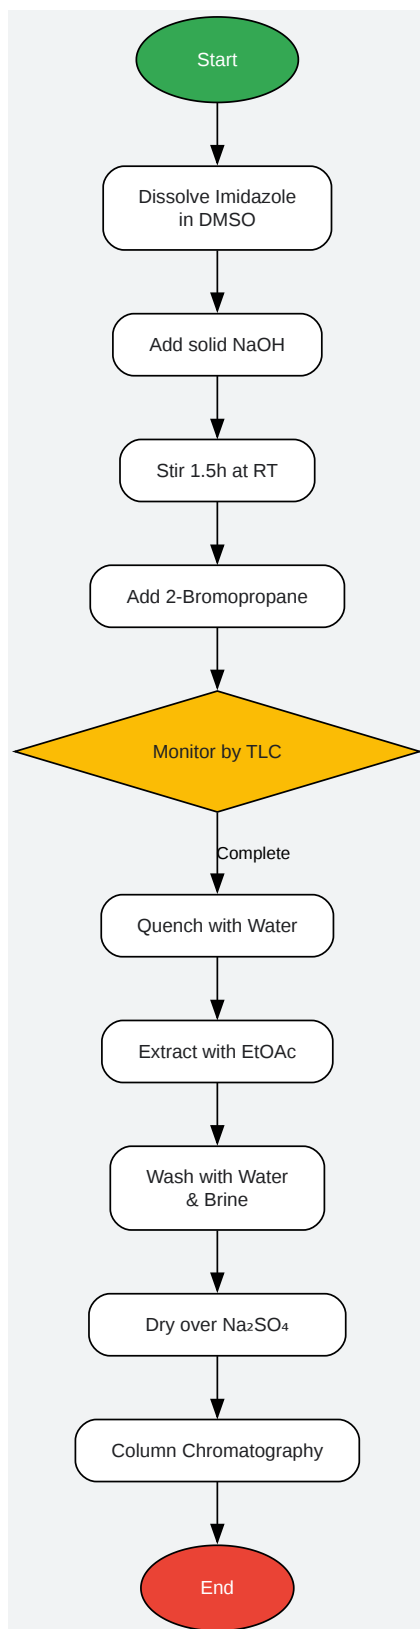 Start
Dissolve Imidazole
in DMSO
Add solid NaOH
Stir 1.5h at RT
Add 2-Bromopropane
Monitor by TLC
Complete
Quench with Water
Extract with EtOAc
Wash with Water
& Brine
Dry over Na₂SO₄
Column Chromatography
End